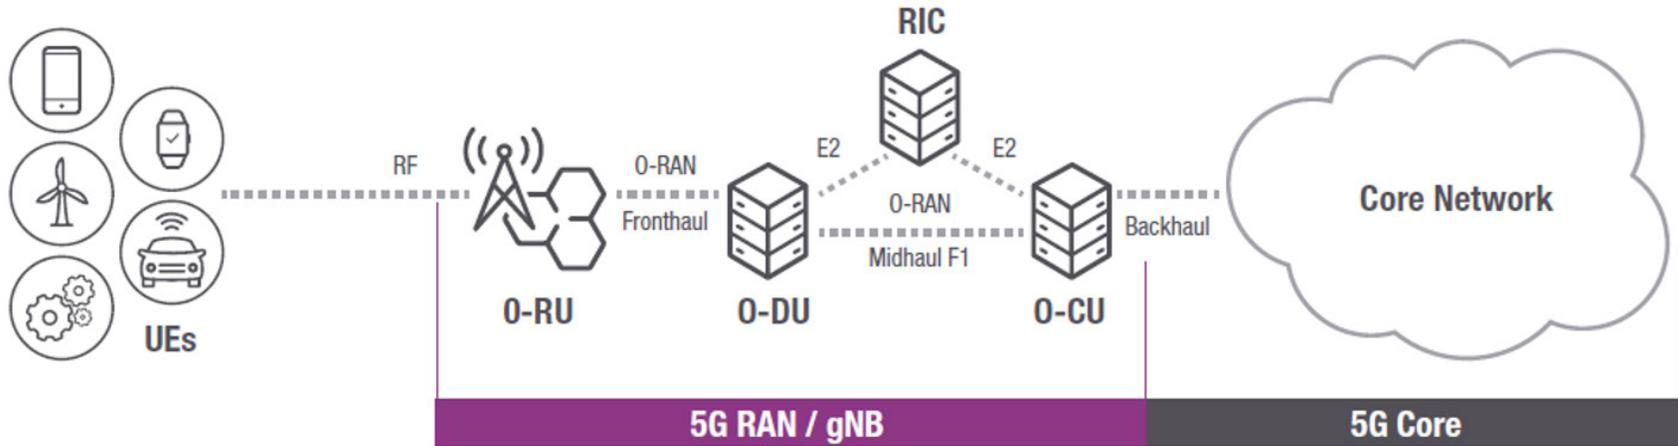 RIC
RF
O-RAN
Fronthaul
E2
E2
O-RAN
Midhaul F1
Backhaul
Core Network
UEs
O-RU
O-DU
O-CU
5G RAN / gNB
5G Core